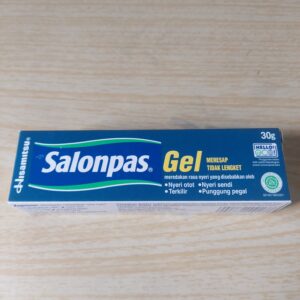 Hisamitsu®
Salonpas®
Gel
MERESAP
TIDAK LENGKET
30g
HELLO!
meredakan rasa nyeri yang disebabkan oleh
•Nyeri otot •Nyeri sendi
•Terkilir •Punggung pegal